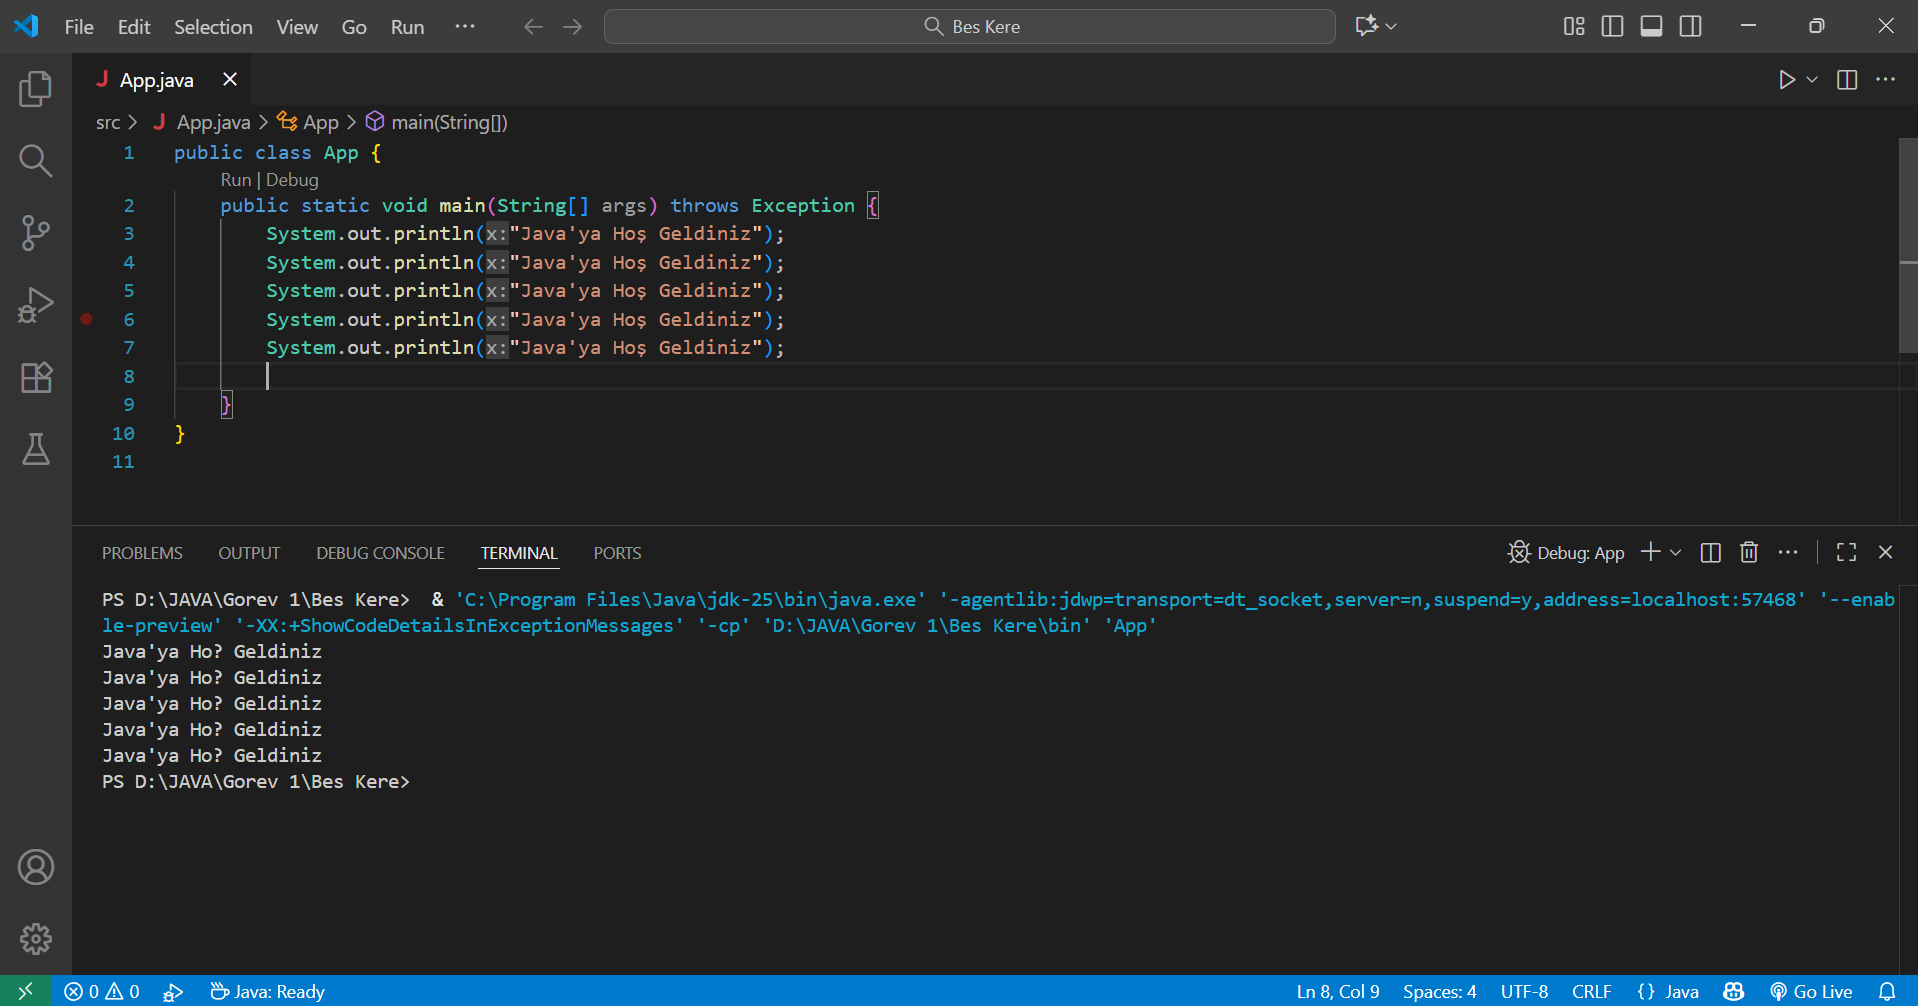 File Edit Selection View Go Run ··· Bes Kere
App.java
src > App.java > App > main(String[])
1 public class App {
Run | Debug
2 public static void main(String[] args) throws Exception {
3 System.out.println(x:"Java'ya Hoş Geldiniz");
4 System.out.println(x:"Java'ya Hoş Geldiniz");
5 System.out.println(x:"Java'ya Hoş Geldiniz");
6 System.out.println(x:"Java'ya Hoş Geldiniz");
7 System.out.println(x:"Java'ya Hoş Geldiniz");
8
9 }
10 }
11
PROBLEMS OUTPUT DEBUG CONSOLE TERMINAL PORTS Debug: App
PS D:\JAVA\Gorev 1\Bes Kere>  & 'C:\Program Files\Java\jdk-25\bin\java.exe' '-agentlib:jdwp=transport=dt_socket,server=n,suspend=y,address=localhost:57468' '--enab
le-preview' '-XX:+ShowCodeDetailsInExceptionMessages' '-cp' 'D:\JAVA\Gorev 1\Bes Kere\bin' 'App'
Java'ya Ho? Geldiniz
Java'ya Ho? Geldiniz
Java'ya Ho? Geldiniz
Java'ya Ho? Geldiniz
Java'ya Ho? Geldiniz
PS D:\JAVA\Gorev 1\Bes Kere>
0 0 Java: Ready Ln 8, Col 9 Spaces: 4 UTF-8 CRLF {} Java Go Live